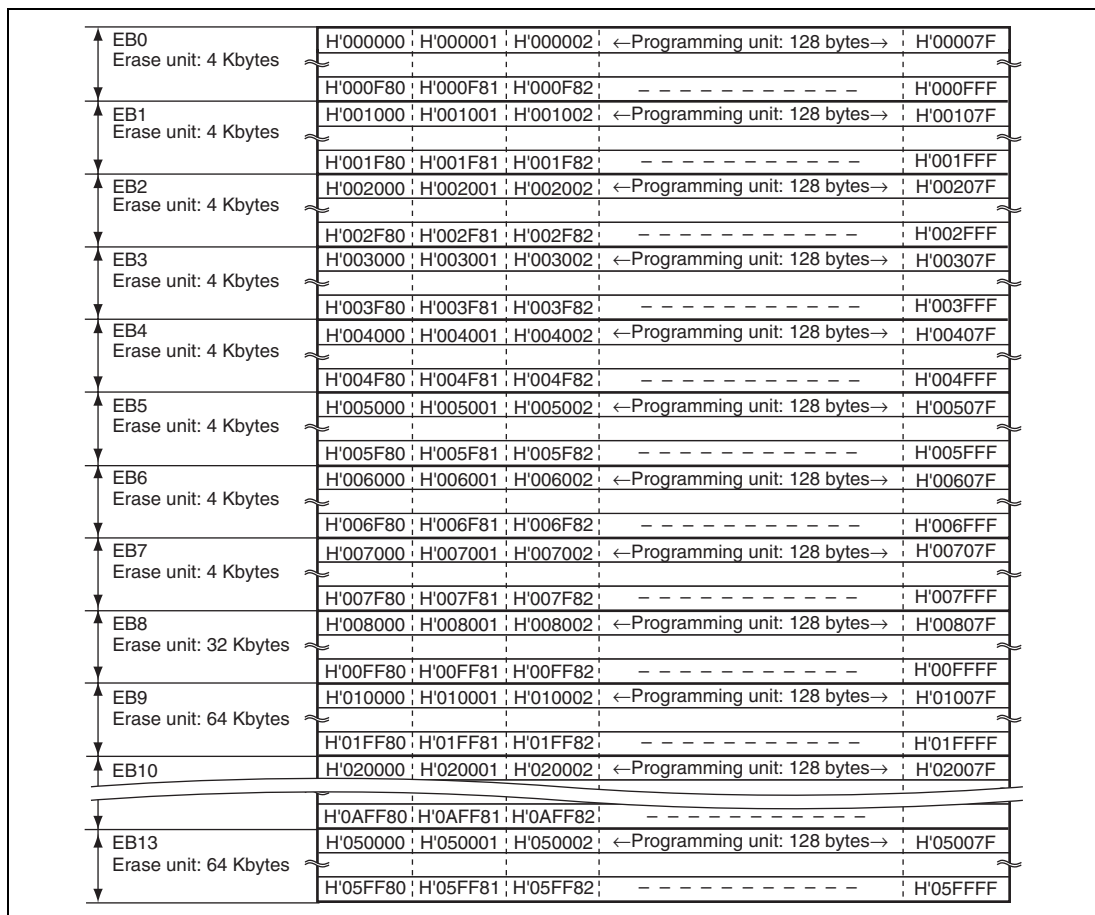 EB0 H'000000 H'000001 H'000002 ←Programming unit: 128 bytes→ H'00007F
Erase unit: 4 Kbytes
H'000F80 H'000F81 H'000F82 – – – – – – – – – – – H'000FFF
EB1 H'001000 H'001001 H'001002 ←Programming unit: 128 bytes→ H'00107F
Erase unit: 4 Kbytes
H'001F80 H'001F81 H'001F82 – – – – – – – – – – – H'001FFF
EB2 H'002000 H'002001 H'002002 ←Programming unit: 128 bytes→ H'00207F
Erase unit: 4 Kbytes
H'002F80 H'002F81 H'002F82 – – – – – – – – – – – H'002FFF
EB3 H'003000 H'003001 H'003002 ←Programming unit: 128 bytes→ H'00307F
Erase unit: 4 Kbytes
H'003F80 H'003F81 H'003F82 – – – – – – – – – – – H'003FFF
EB4 H'004000 H'004001 H'004002 ←Programming unit: 128 bytes→ H'00407F
Erase unit: 4 Kbytes
H'004F80 H'004F81 H'004F82 – – – – – – – – – – – H'004FFF
EB5 H'005000 H'005001 H'005002 ←Programming unit: 128 bytes→ H'00507F
Erase unit: 4 Kbytes
H'005F80 H'005F81 H'005F82 – – – – – – – – – – – H'005FFF
EB6 H'006000 H'006001 H'006002 ←Programming unit: 128 bytes→ H'00607F
Erase unit: 4 Kbytes
H'006F80 H'006F81 H'006F82 – – – – – – – – – – – H'006FFF
EB7 H'007000 H'007001 H'007002 ←Programming unit: 128 bytes→ H'00707F
Erase unit: 4 Kbytes
H'007F80 H'007F81 H'007F82 – – – – – – – – – – – H'007FFF
EB8 H'008000 H'008001 H'008002 ←Programming unit: 128 bytes→ H'00807F
Erase unit: 32 Kbytes
H'00FF80 H'00FF81 H'00FF82 – – – – – – – – – – – H'00FFFF
EB9 H'010000 H'010001 H'010002 ←Programming unit: 128 bytes→ H'01007F
Erase unit: 64 Kbytes
H'01FF80 H'01FF81 H'01FF82 – – – – – – – – – – – H'01FFFF
EB10 H'020000 H'020001 H'020002 ←Programming unit: 128 bytes→ H'02007F
H'0AFF80 H'0AFF81 H'0AFF82 – – – – – – – – – – –
EB13 H'050000 H'050001 H'050002 ←Programming unit: 128 bytes→ H'05007F
Erase unit: 64 Kbytes
H'05FF80 H'05FF81 H'05FF82 – – – – – – – – – – – H'05FFFF